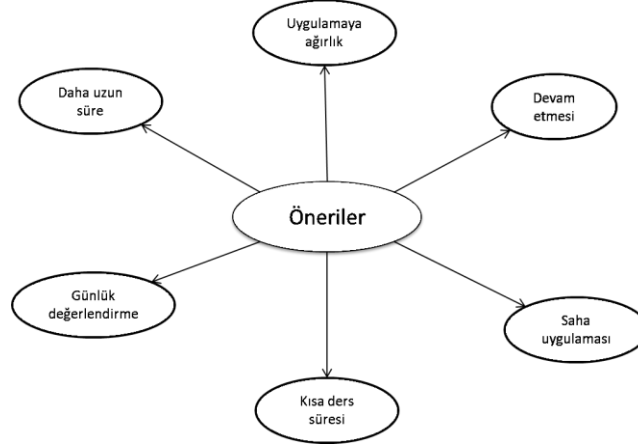 Uygulamaya
ağırlık
Daha uzun
süre
Devam
etmesi
Öneriler
Günlük
değerlendirme
Saha
uygulaması
Kısa ders
süresi